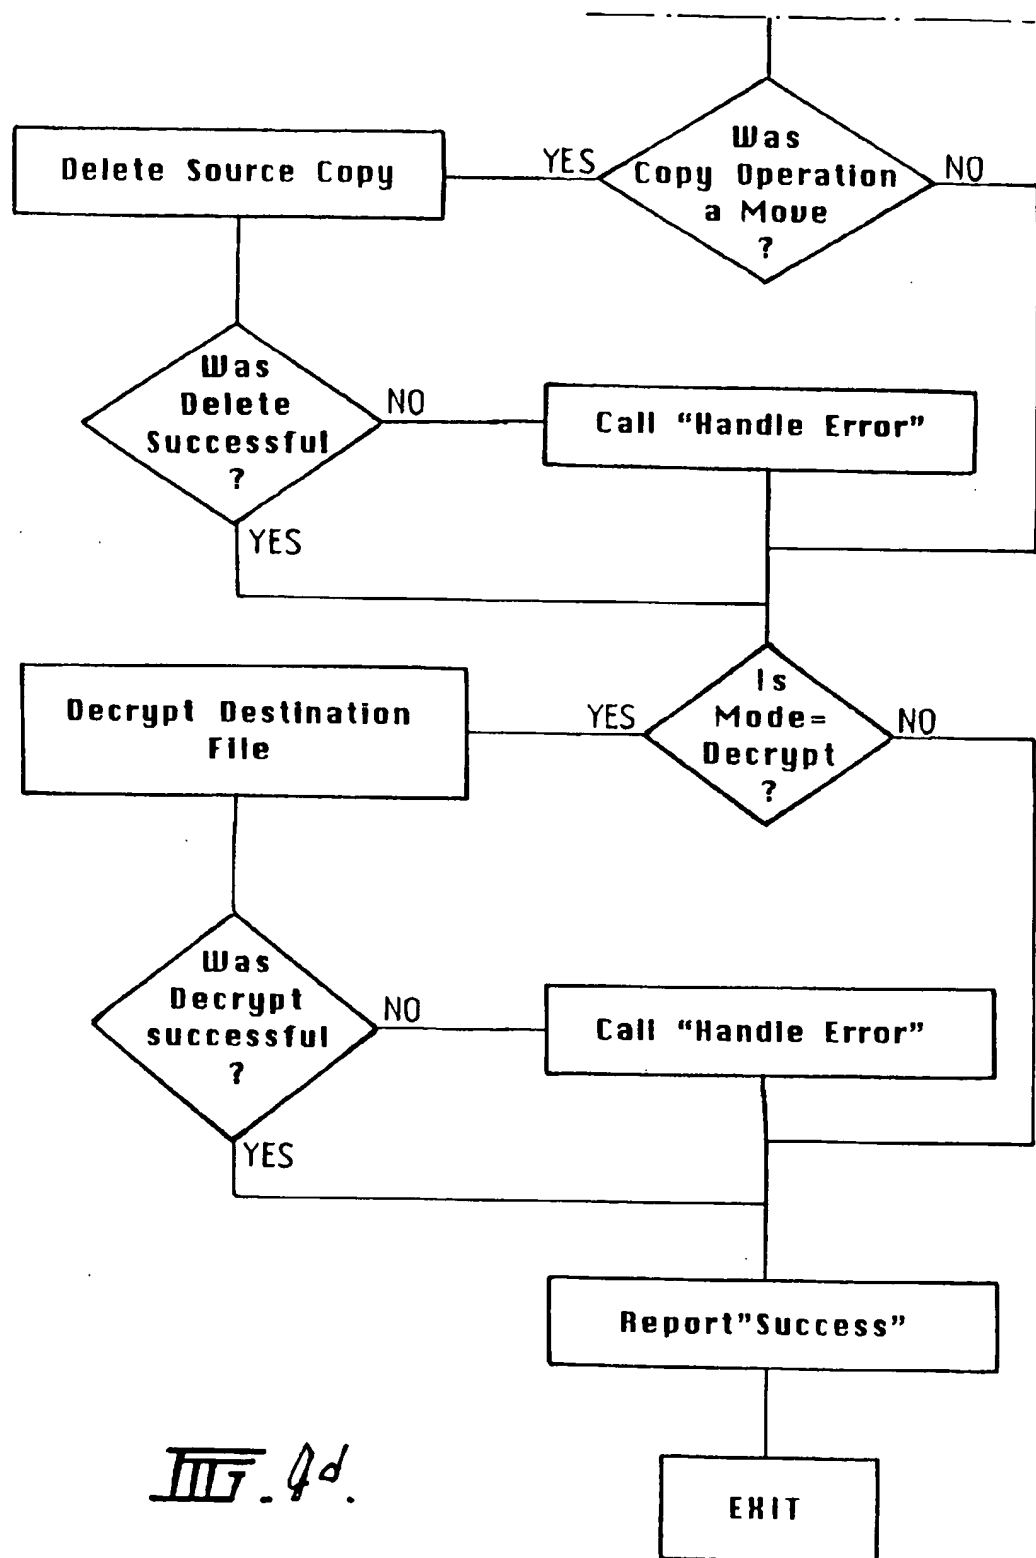 Was
Copy Operation
a Move
?
YES
NO
Delete Source Copy
Was
Delete
Successful
?
NO
YES
Call “Handle Error”
Is
Mode=
Decrypt
?
YES
NO
Decrypt Destination
File
Was
Decrypt
successful
?
NO
YES
Call “Handle Error”
Report”Success”
EXIT